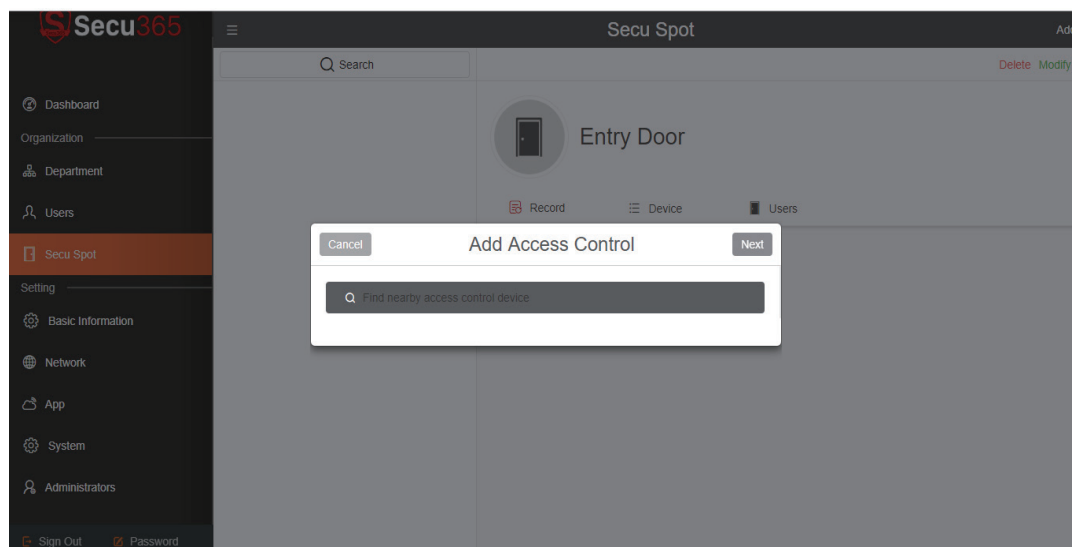 Secu365
Secu Spot
Add
Search
Delete Modify
Dashboard
Organization
Department
Users
Secu Spot
Setting
Basic Information
Network
App
System
Administrators
Sign Out Password
Entry Door
Record Device Users
Cancel Add Access Control Next
Find nearby access control device